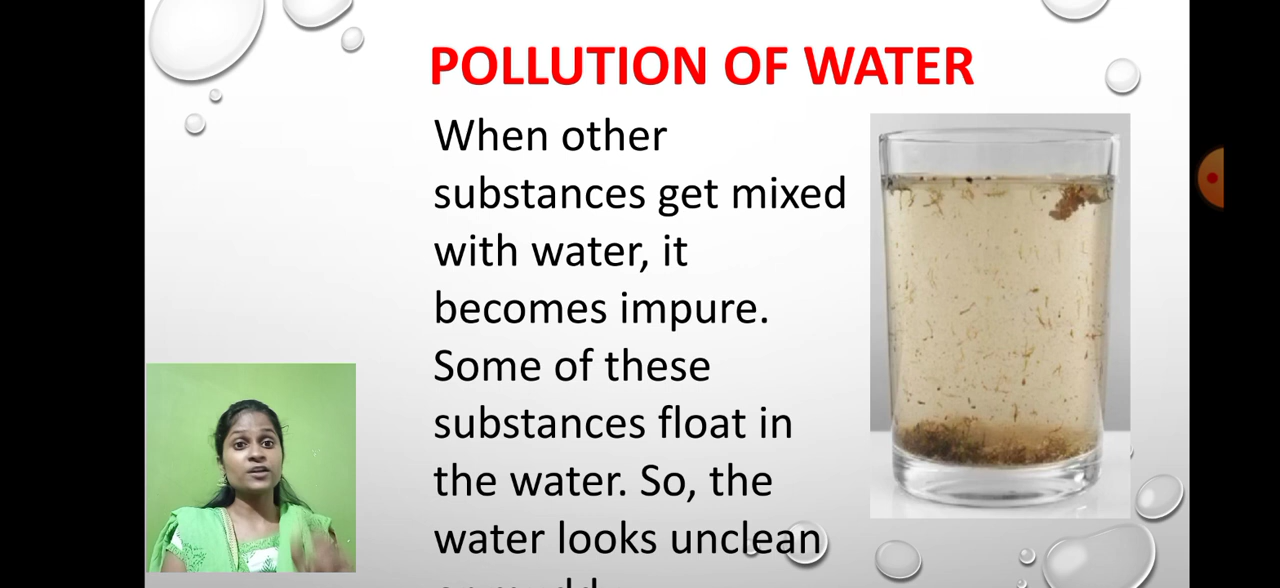 POLLUTION OF WATER
When other
substances get mixed
with water, it
becomes impure.
Some of these
substances float in
the water. So, the
water looks unclean